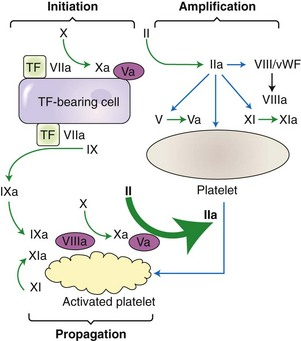 Initiation
Amplification
X
II
TF VIIa
Xa
Va
IIa
VIII/vWF
VIIIa
TF-bearing cell
V
Va
XI
XIa
TF
VIIa
IX
IXa
Platelet
X
II
IIa
IXa
VIIIa
Xa
Va
XIa
XI
Activated platelet
Propagation